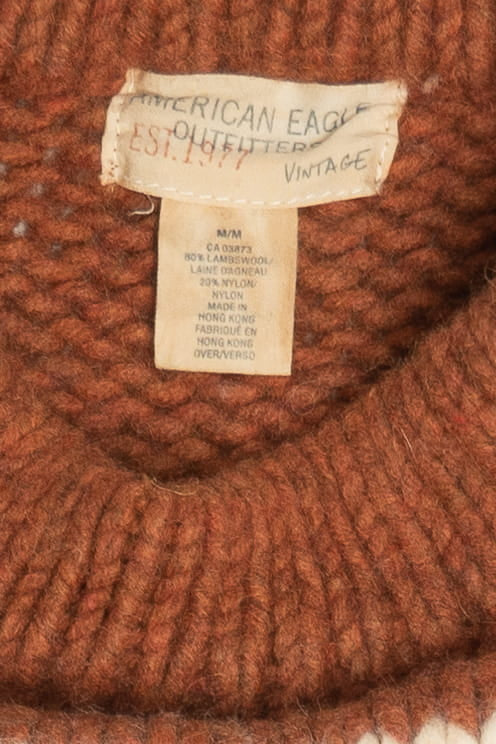 AMERICAN EAGLE
OUTFITTERS
EST. 1977
VINTAGE
M/M
CA 03873
80% LAMBSWOOL/
LAINE D'AGNEAU
20% NYLON/
NYLON
MADE IN
HONG KONG
FABRIQUÉ EN
HONG KONG
OVER/VERSO